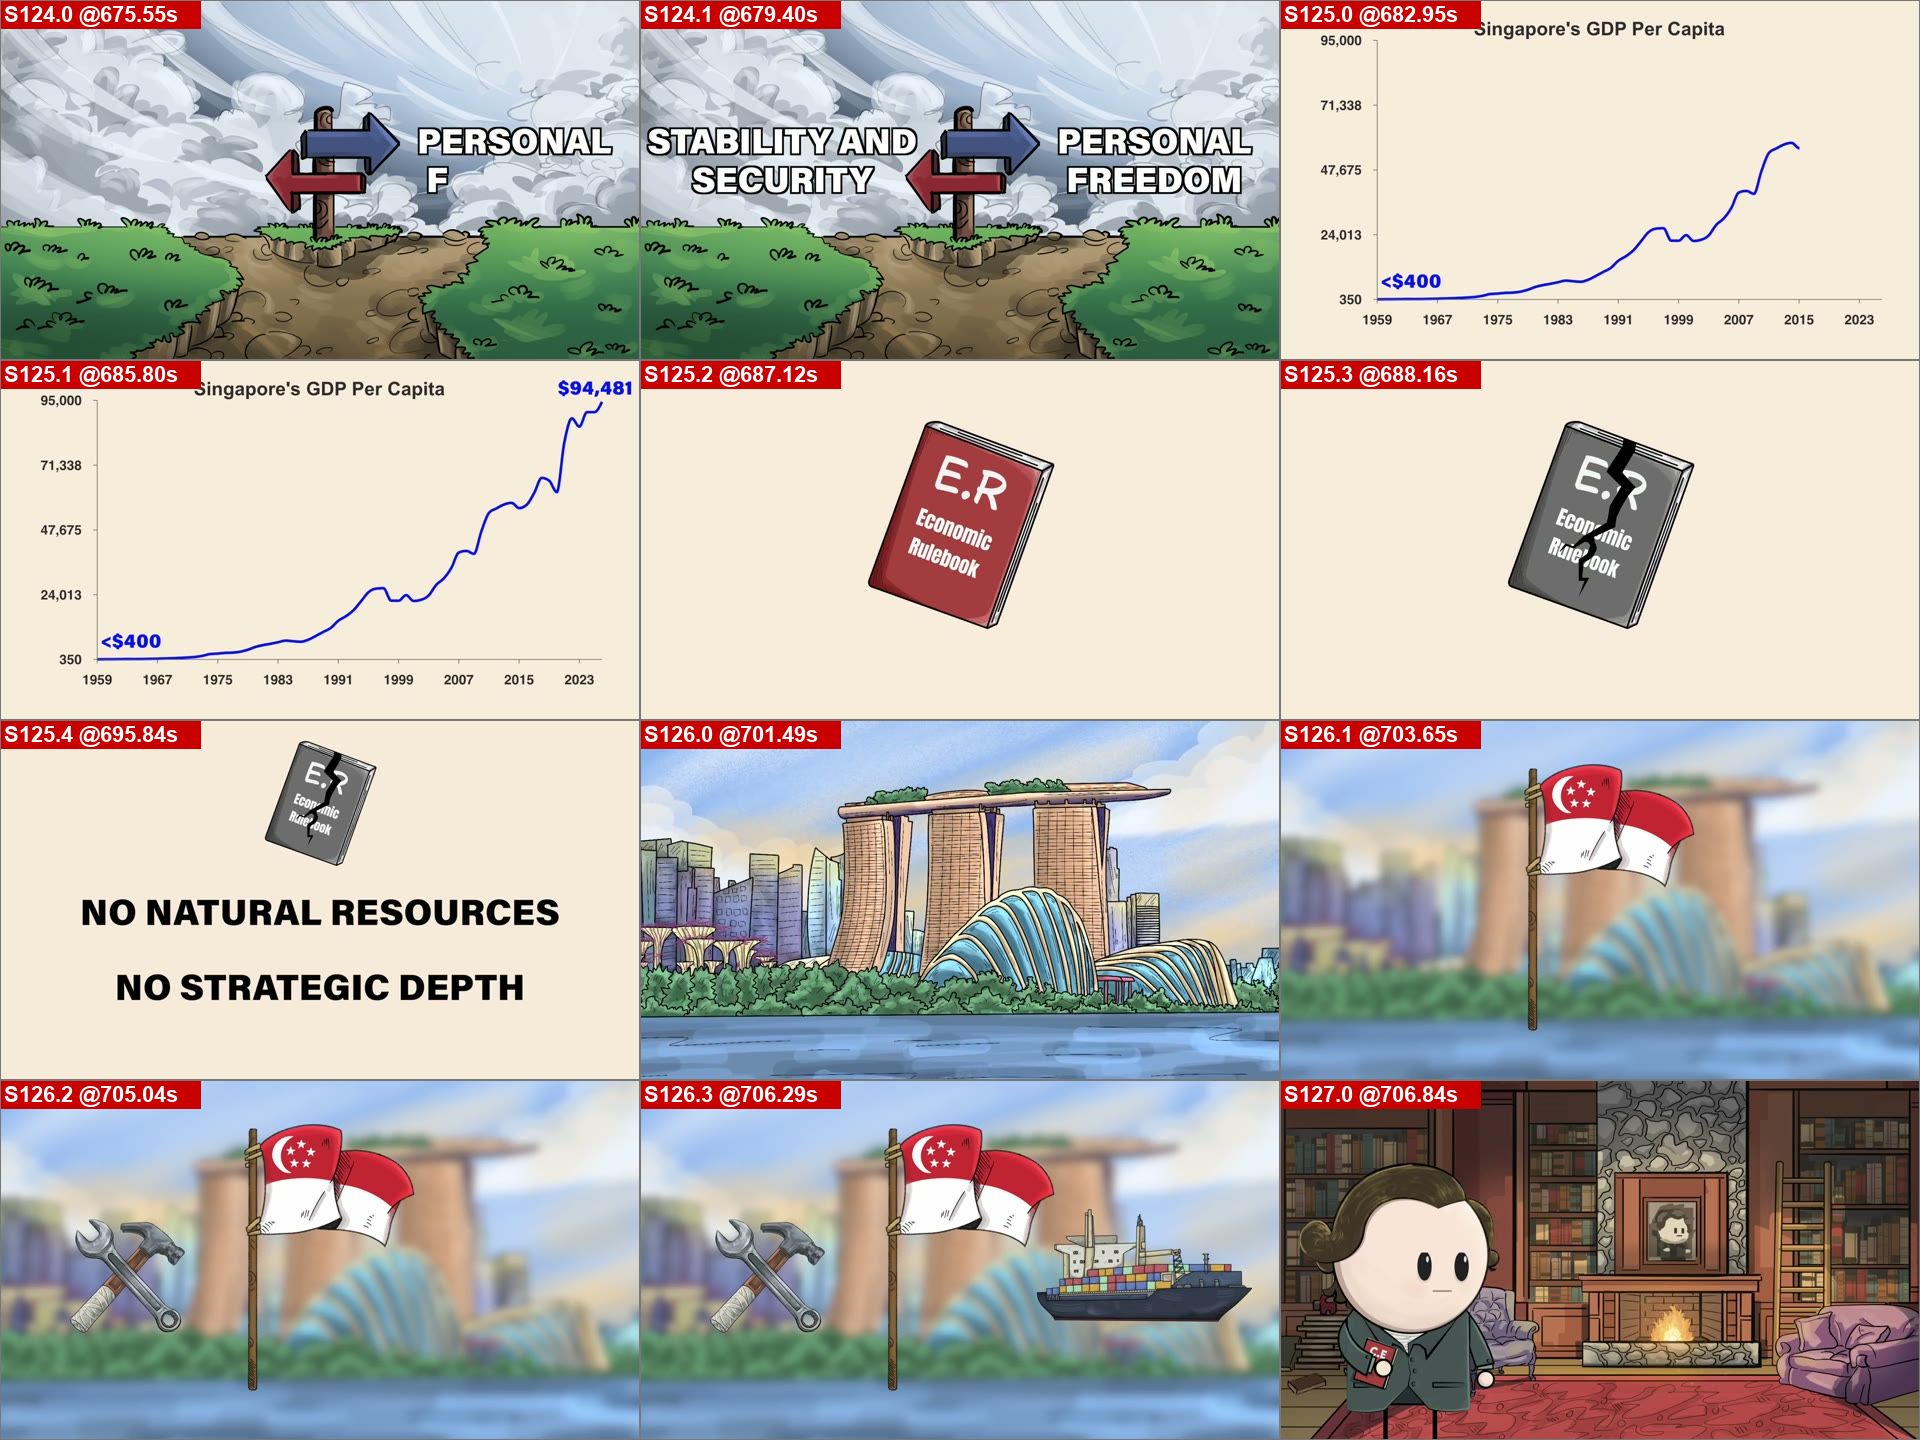 S124.0 @675.55s
PERSONAL
F
S124.1 @679.40s
STABILITY AND
SECURITY
PERSONAL
FREEDOM
S125.0 @682.95s
Singapore's GDP Per Capita
95,000
71,338
47,675
24,013
350
<$400
1959 1967 1975 1983 1991 1999 2007 2015 2023
S125.1 @685.80s
Singapore's GDP Per Capita
$94,481
95,000
71,338
47,675
24,013
350
<$400
1959 1967 1975 1983 1991 1999 2007 2015 2023
S125.2 @687.12s
E.R
Economic
Rulebook
S125.3 @688.16s
E.R
Economic
Rulebook
S125.4 @695.84s
E.R
Economic
Rulebook
NO NATURAL RESOURCES
NO STRATEGIC DEPTH
S126.0 @701.49s
S126.1 @703.65s
S126.2 @705.04s
S126.3 @706.29s
S127.0 @706.84s
C.E